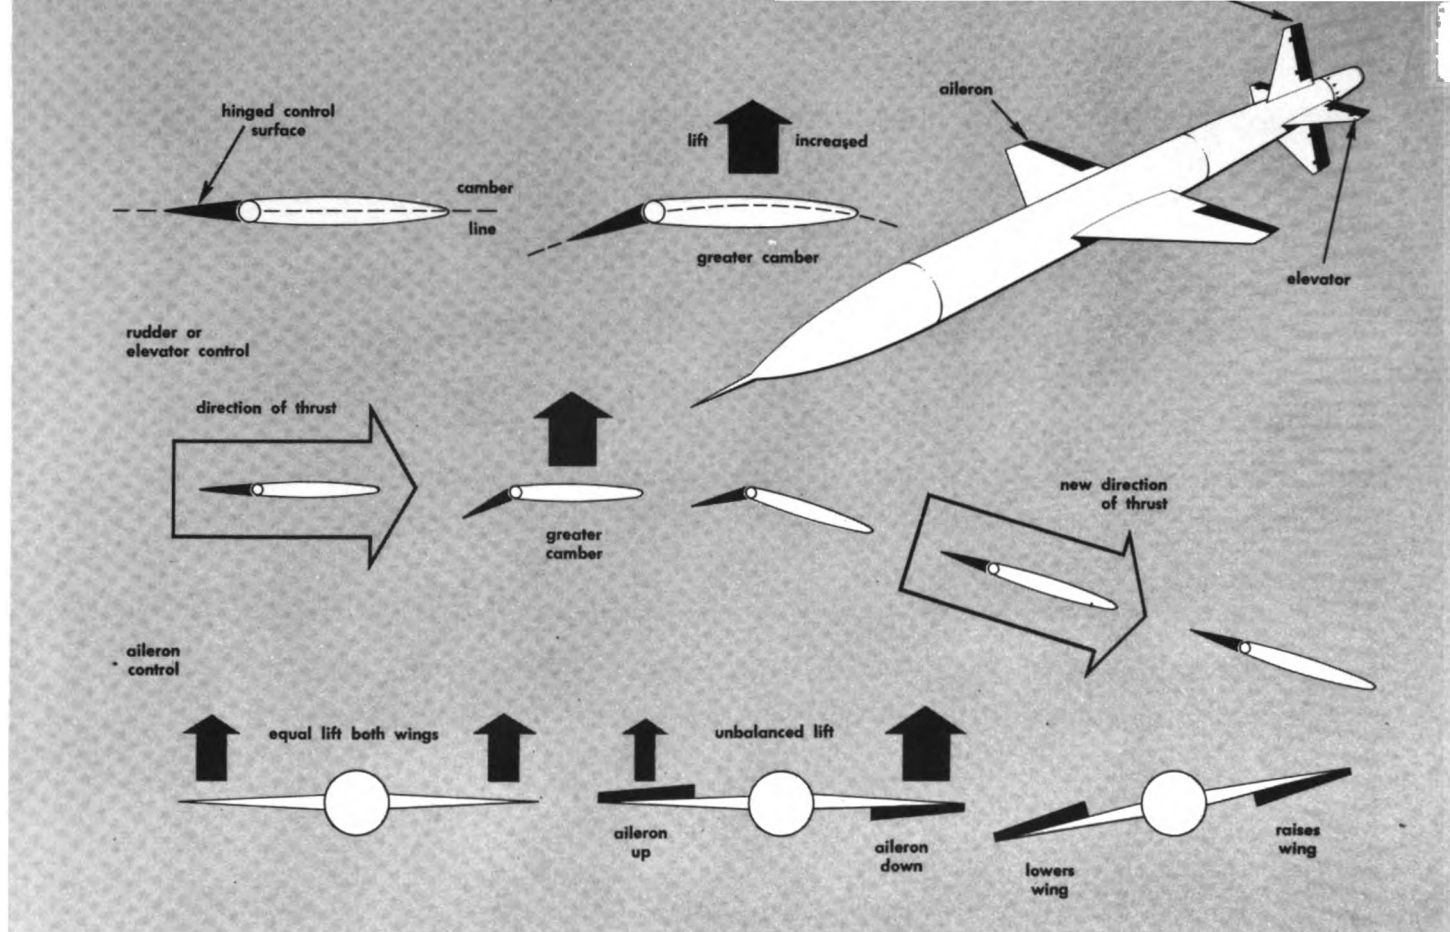 hinged control
surface
camber
line
lift increased
greater camber
aileron
elevator
rudder or
elevator control
direction of thrust
greater
camber
new direction
of thrust
aileron
control
equal lift both wings
unbalanced lift
aileron
up
aileron
down
lowers
wing
raises
wing